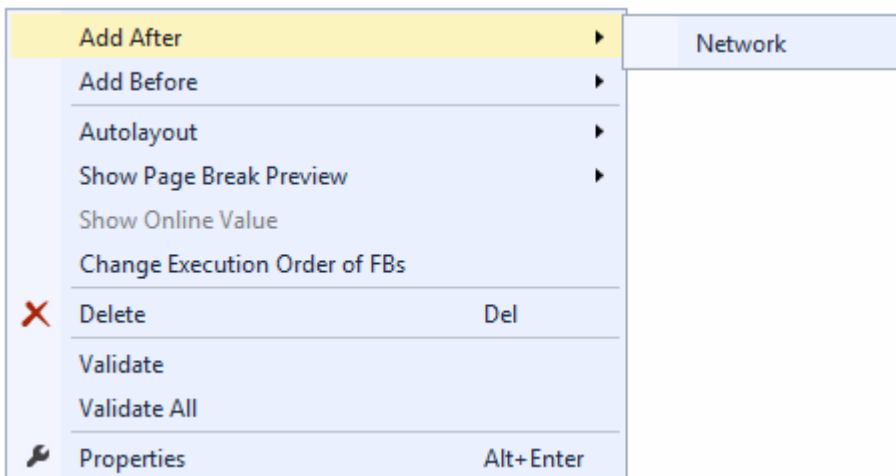 Add After
Network
Add Before
Autolayout
Show Page Break Preview
Show Online Value
Change Execution Order of FBs
Delete Del
Validate
Validate All
Properties Alt+Enter